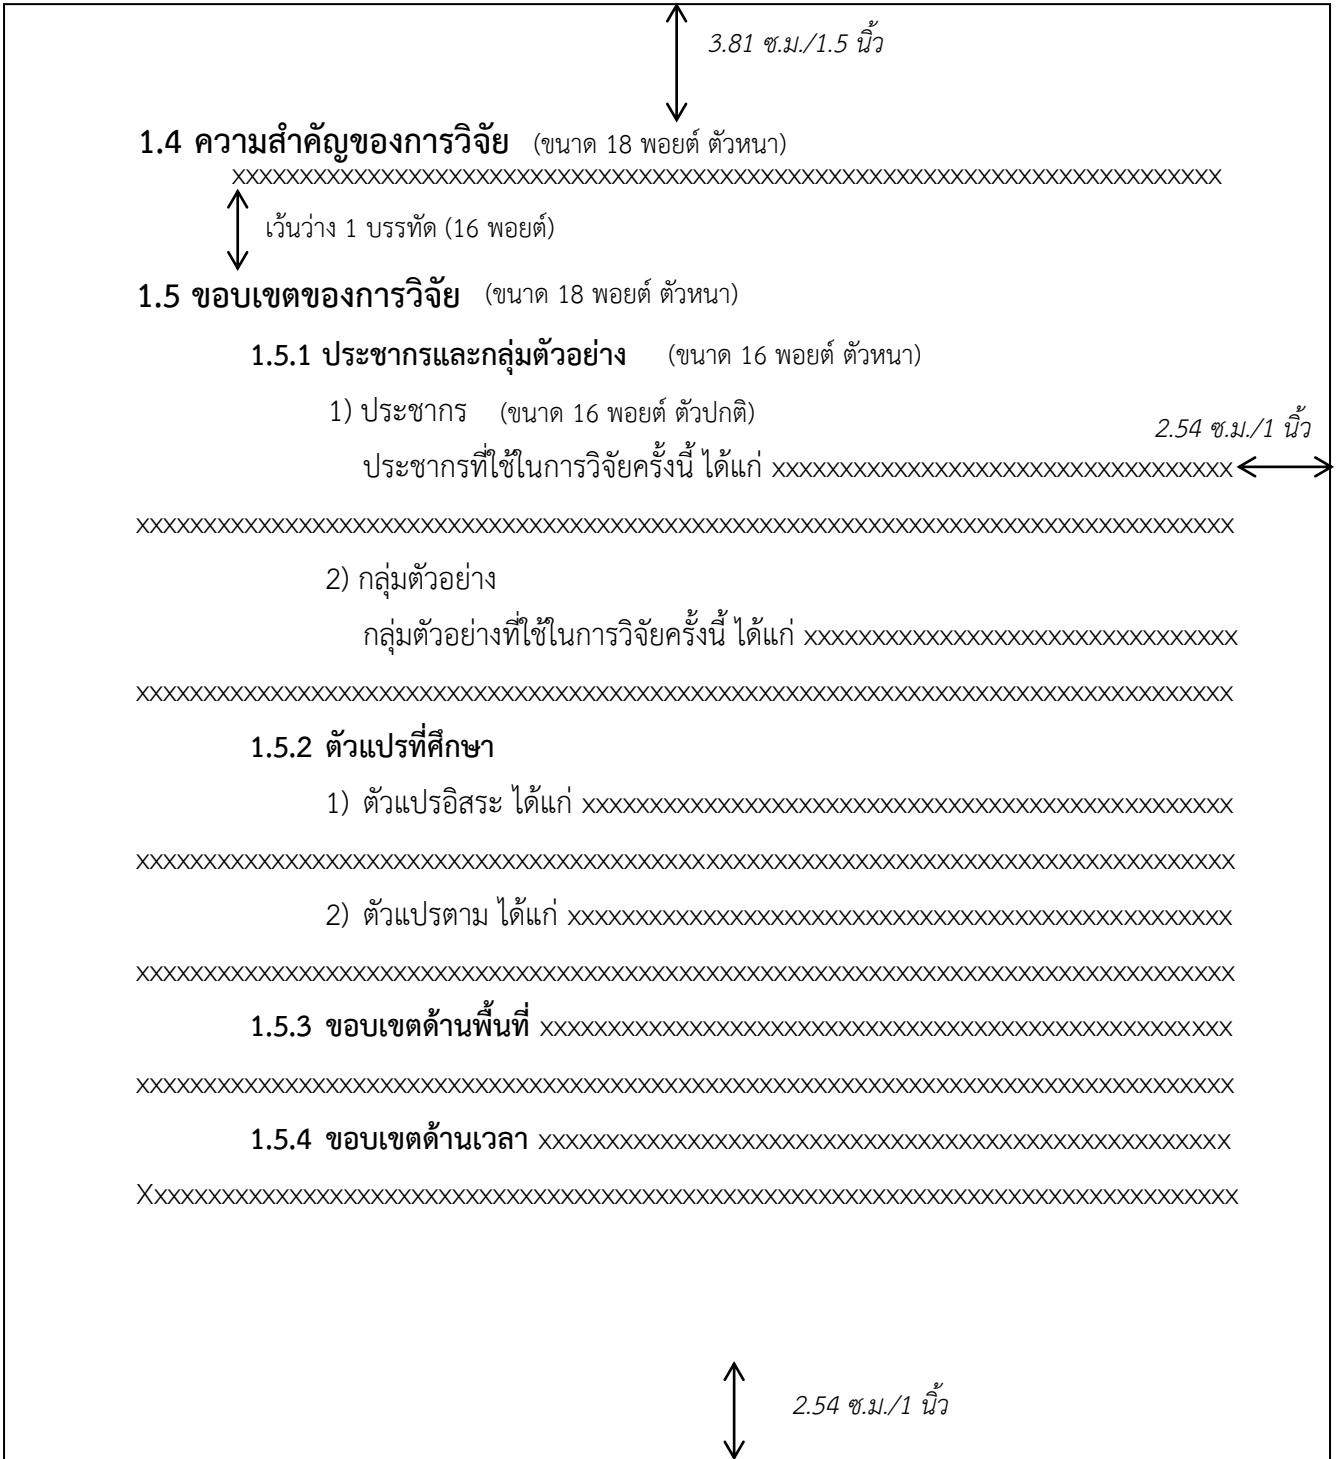 3.81 ซ.ม./1.5 นิ้ว
1.4 ความสำคัญของการวิจัย (ขนาด 18 พอยต์ ตัวหนา)
xxxxxxxxxxxxxxxxxxxxxxxxxxxxxxxxxxxxxxxxxxxxxxxxxxxxxxxxxxxxxxxxxxxxxxxxx
เว้นว่าง 1 บรรทัด (16 พอยต์)
1.5 ขอบเขตของการวิจัย (ขนาด 18 พอยต์ ตัวหนา)
1.5.1 ประชากรและกลุ่มตัวอย่าง (ขนาด 16 พอยต์ ตัวหนา)
1) ประชากร (ขนาด 16 พอยต์ ตัวปกติ)
2.54 ซ.ม./1 นิ้ว
ประชากรที่ใช้ในการวิจัยครั้งนี้ ได้แก่ xxxxxxxxxxxxxxxxxxxxxxxxxxxxxxxxxx
xxxxxxxxxxxxxxxxxxxxxxxxxxxxxxxxxxxxxxxxxxxxxxxxxxxxxxxxxxxxxxxxxxxxxxxxxxxxxxxxx
2) กลุ่มตัวอย่าง
กลุ่มตัวอย่างที่ใช้ในการวิจัยครั้งนี้ ได้แก่ xxxxxxxxxxxxxxxxxxxxxxxxxxxxxxxx
xxxxxxxxxxxxxxxxxxxxxxxxxxxxxxxxxxxxxxxxxxxxxxxxxxxxxxxxxxxxxxxxxxxxxxxxxxxxxxxxx
1.5.2 ตัวแปรที่ศึกษา
1) ตัวแปรอิสระ ได้แก่ xxxxxxxxxxxxxxxxxxxxxxxxxxxxxxxxxxxxxxxxxxxxxxxx
xxxxxxxxxxxxxxxxxxxxxxxxxxxxxxxxxxxxxxxxxxxxxxxxxxxxxxxxxxxxxxxxxxxxxxxxxxxxxxxxx
2) ตัวแปรตาม ได้แก่ xxxxxxxxxxxxxxxxxxxxxxxxxxxxxxxxxxxxxxxxxxxxxxxxx
xxxxxxxxxxxxxxxxxxxxxxxxxxxxxxxxxxxxxxxxxxxxxxxxxxxxxxxxxxxxxxxxxxxxxxxxxxxxxxxxx
1.5.3 ขอบเขตด้านพื้นที่ xxxxxxxxxxxxxxxxxxxxxxxxxxxxxxxxxxxxxxxxxxxxxxxxxxx
xxxxxxxxxxxxxxxxxxxxxxxxxxxxxxxxxxxxxxxxxxxxxxxxxxxxxxxxxxxxxxxxxxxxxxxxxxxxxxxxx
1.5.4 ขอบเขตด้านเวลา xxxxxxxxxxxxxxxxxxxxxxxxxxxxxxxxxxxxxxxxxxxxxxxxxxx
Xxxxxxxxxxxxxxxxxxxxxxxxxxxxxxxxxxxxxxxxxxxxxxxxxxxxxxxxxxxxxxxxxxxxxxxxxxxxxxxxx
2.54 ซ.ม./1 นิ้ว